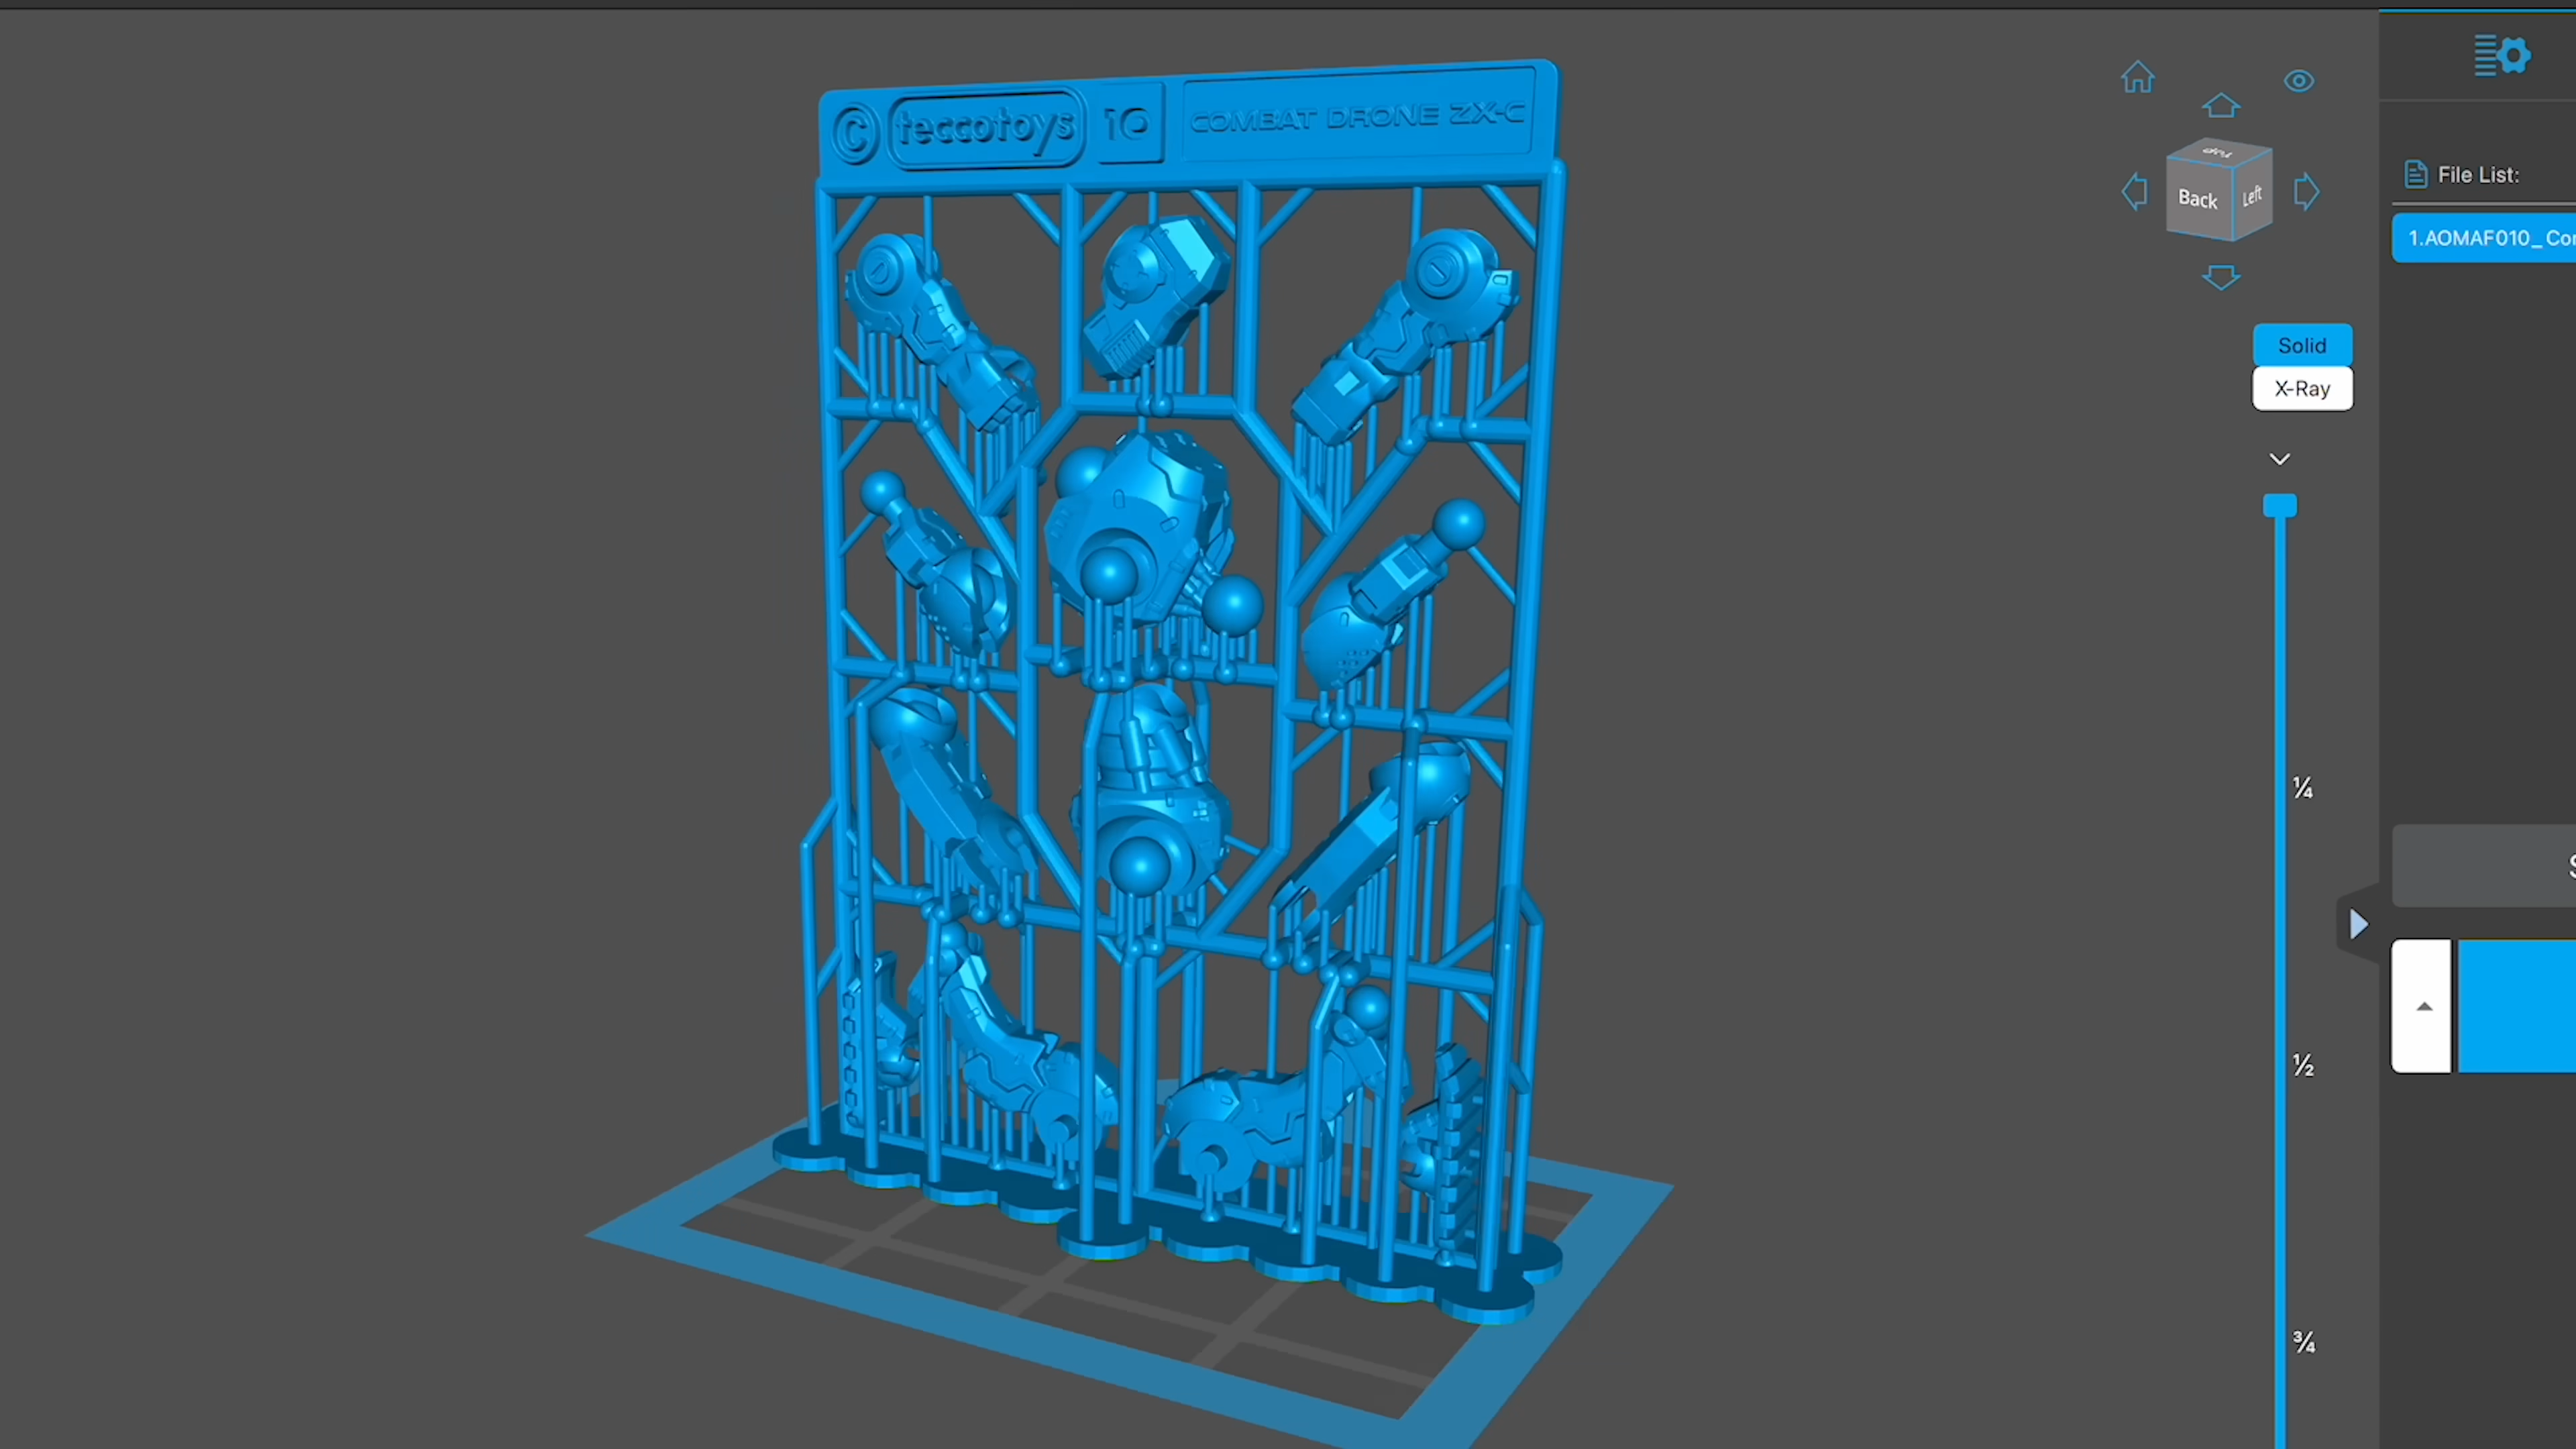 © teccotoys 10 COMBAT DRONE ZX-C
Top
Back Left
File List:
1.AOMAF010_Co
Solid
X-Ray
¼
½
¾